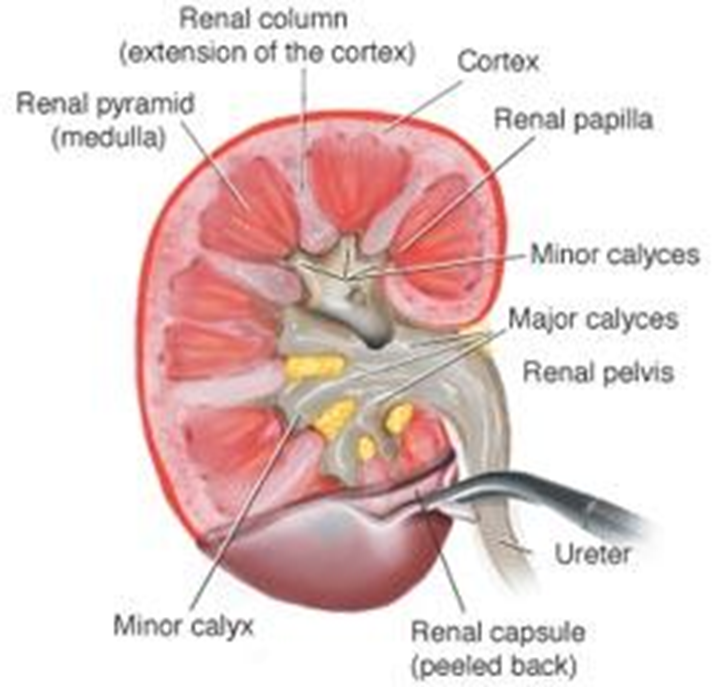 Renal column
(extension of the cortex)
Cortex
Renal pyramid
(medulla)
Renal papilla
Minor calyces
Major calyces
Renal pelvis
Ureter
Minor calyx
Renal capsule
(peeled back)